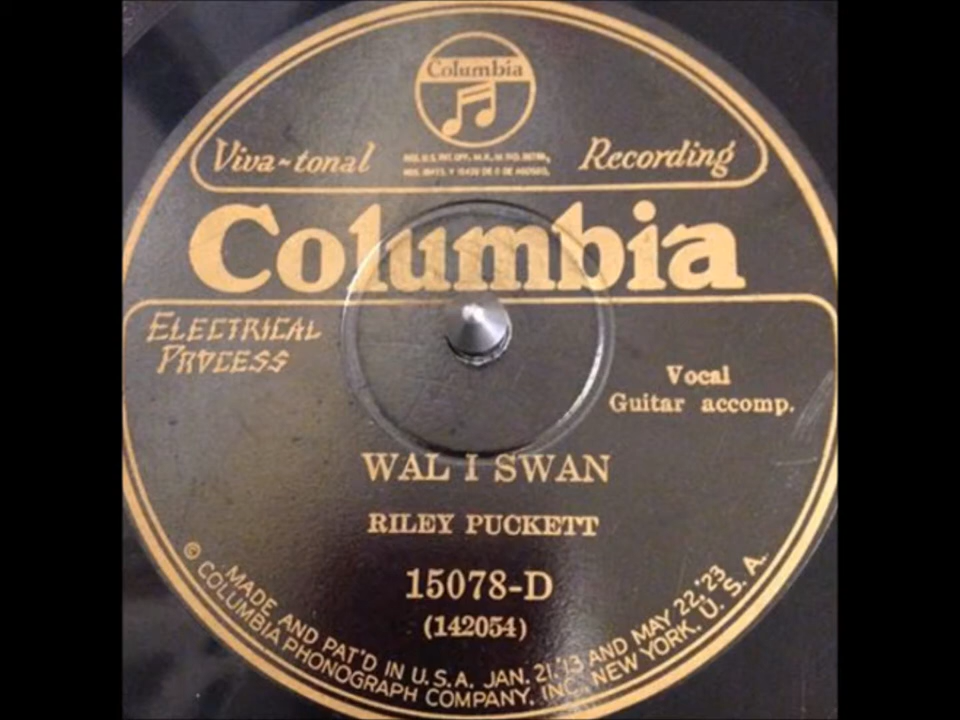 Columbia
Viva-tonal Recording
Columbia
ELECTRICAL
PROCESS
Vocal
Guitar accomp.
WAL I SWAN
RILEY PUCKETT
15078-D
(142054)
MADE AND PAT'D IN U.S.A. JAN. 21,'13 AND MAY 22,'23
© COLUMBIA PHONOGRAPH COMPANY, INC. NEW YORK, U. S. A.